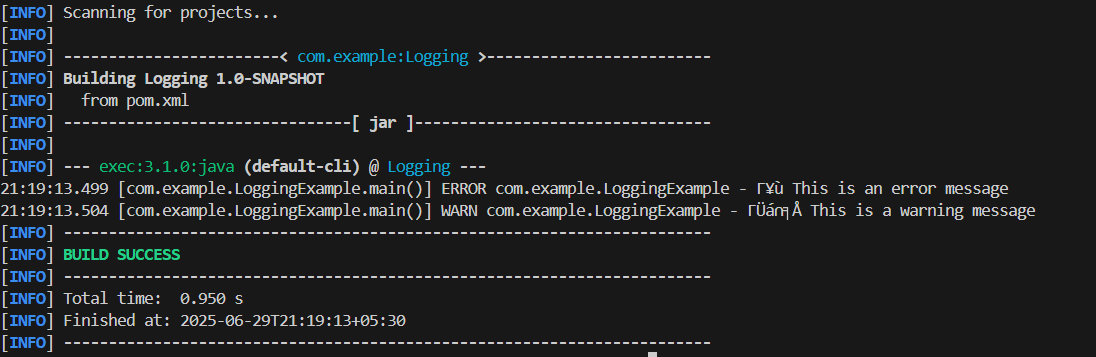 [INFO] Scanning for projects...
[INFO]
[INFO] ------------------------< com.example:Logging >-------------------------
[INFO] Building Logging 1.0-SNAPSHOT
[INFO]   from pom.xml
[INFO] --------------------------------[ jar ]---------------------------------
[INFO]
[INFO] --- exec:3.1.0:java (default-cli) @ Logging ---
21:19:13.499 [com.example.LoggingExample.main()] ERROR com.example.LoggingExample - Γ¥ù This is an error message
21:19:13.504 [com.example.LoggingExample.main()] WARN com.example.LoggingExample - ΓÜán╕Å This is a warning message
[INFO] ------------------------------------------------------------------------
[INFO] BUILD SUCCESS
[INFO] ------------------------------------------------------------------------
[INFO] Total time:  0.950 s
[INFO] Finished at: 2025-06-29T21:19:13+05:30
[INFO] ------------------------------------------------------------------------